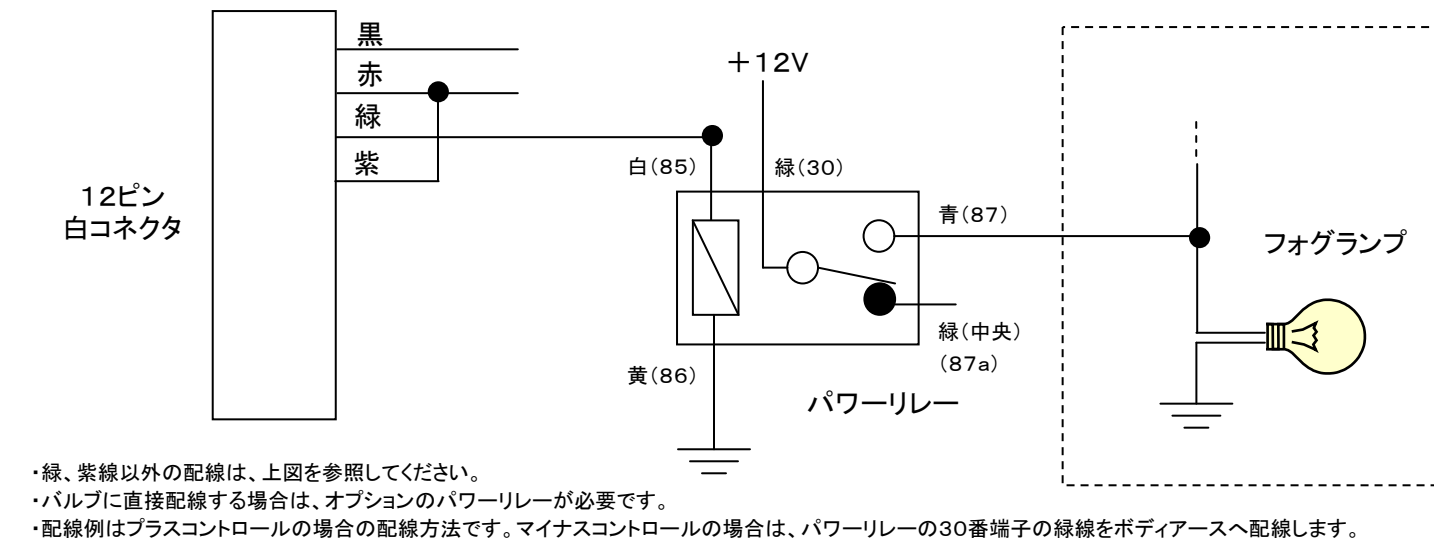 黒
赤
緑
紫
12ピン
白コネクタ
＋12V
白(85)
緑(30)
青(87)
緑(中央)
(87a)
黄(86)
パワーリレー
フォグランプ
・緑、紫線以外の配線は、上図を参照してください。
・バルブに直接配線する場合は、オプションのパワーリレーが必要です。
・配線例はプラスコントロールの場合の配線方法です。マイナスコントロールの場合は、パワーリレーの30番端子の緑線をボディアースへ配線します。